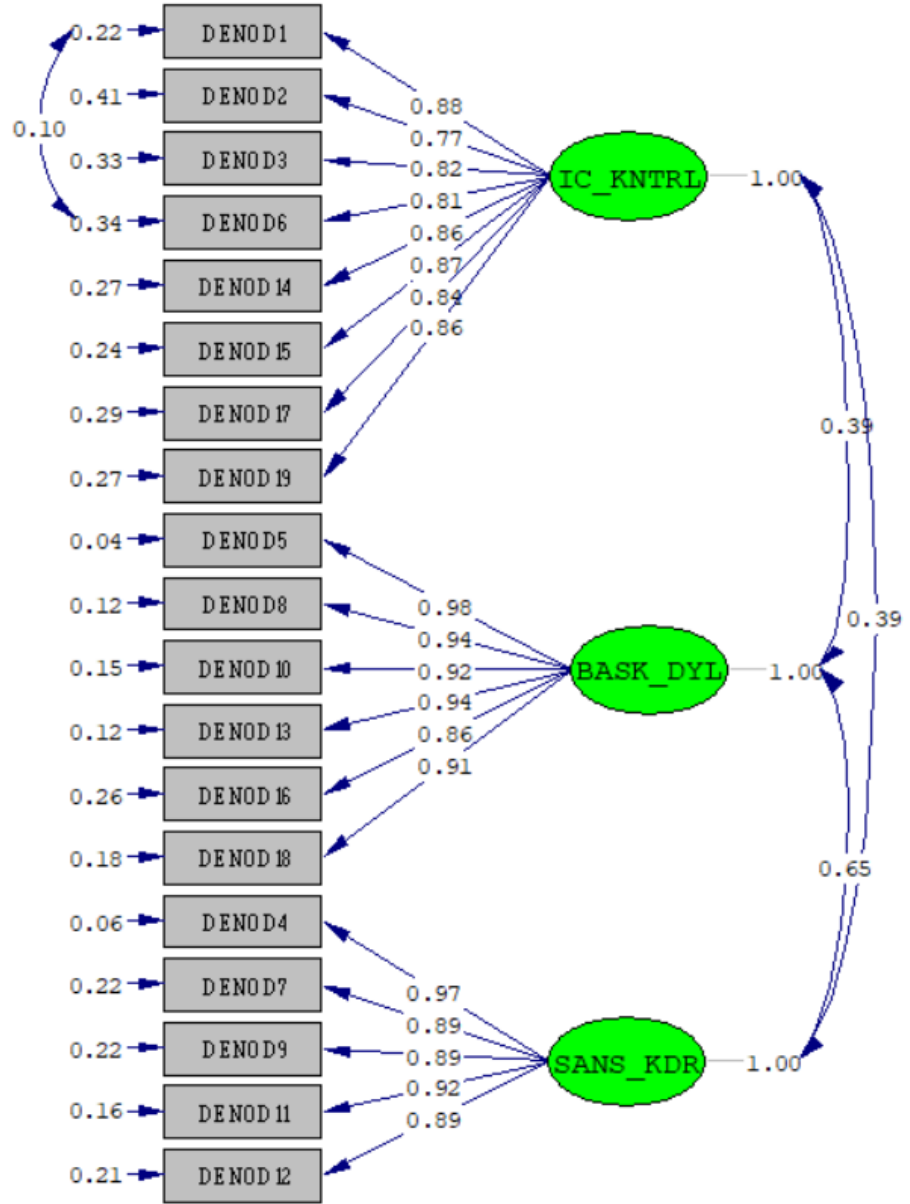 0.22 DENOD1
0.41 DENOD2
0.33 DENOD3
0.34 DENOD6
0.27 DENOD14
0.24 DENOD15
0.29 DENOD17
0.27 DENOD19
0.04 DENOD5
0.12 DENOD8
0.15 DENOD10
0.12 DENOD13
0.26 DENOD16
0.18 DENOD18
0.06 DENOD4
0.22 DENOD7
0.22 DENOD9
0.16 DENOD11
0.21 DENOD12
0.10
0.88
0.77
0.82
0.81
0.86
0.87
0.84
0.86
0.98
0.94
0.92
0.94
0.86
0.91
0.97
0.89
0.89
0.92
0.89
IC_KNTRL 1.00
BASK_DYL 1.00
SANS_KDR 1.00
0.39
0.39
0.65